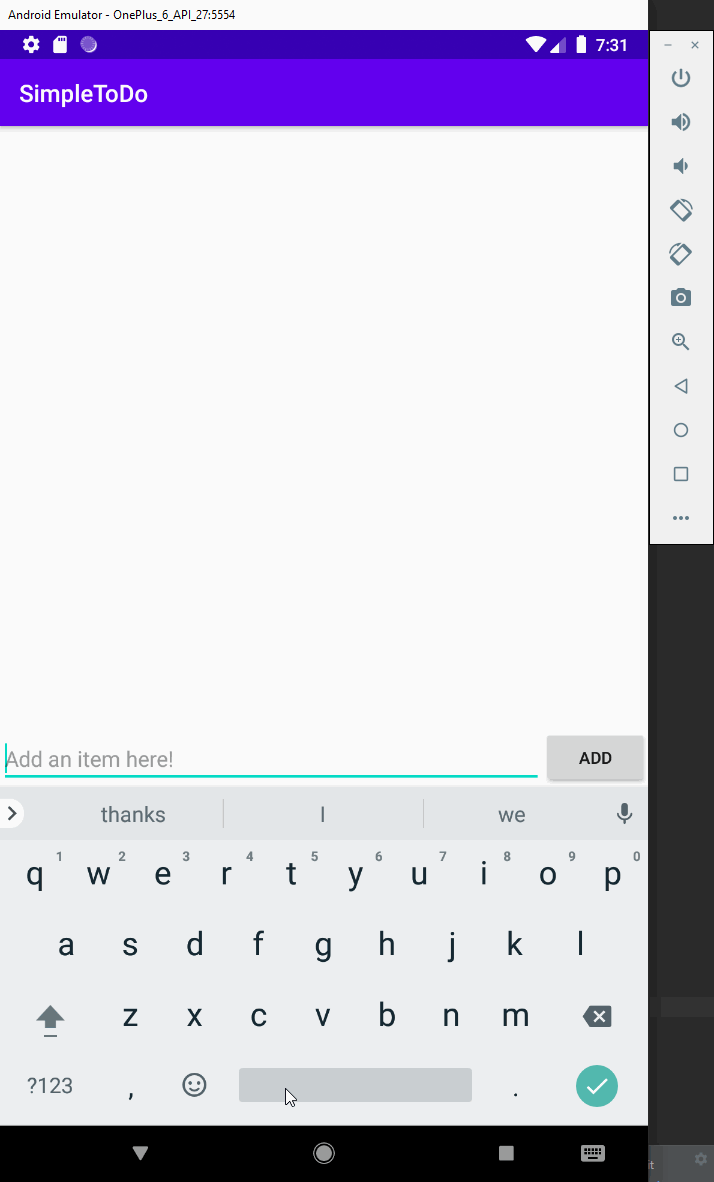 Android Emulator - OnePlus_6_API_27:5554
7:31
SimpleToDo
Add an item here!
ADD
thanks I we
q 1 w 2 e 3 r 4 t 5 y 6 u 7 i 8 o 9 p 0
a s d f g h j k l
z x c v b n m
?123 , .
it